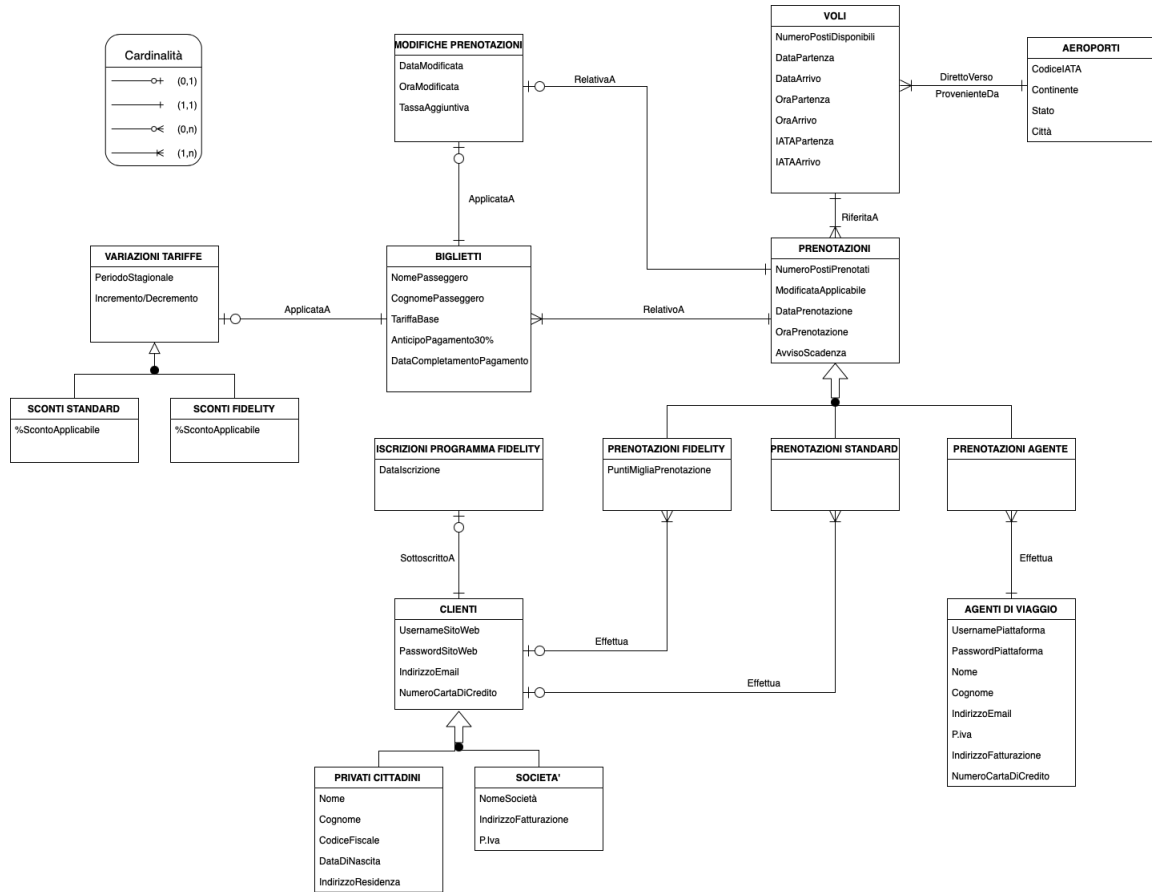 Cardinalità
(0,1)
(1,1)
(0,n)
(1,n)
MODIFICHE PRENOTAZIONI
DataModificata
OraModificata
TassaAggiuntiva
RelativaA
VOLI
NumeroPostiDisponibili
DataPartenza
DataArrivo
OraPartenza
OraArrivo
IATAPartenza
IATAArrivo
DirettoVerso
ProvenienteDa
AEROPORTI
CodiceIATA
Continente
Stato
Città
ApplicataA
RiferitaA
VARIAZIONI TARIFFE
PeriodoStagionale
Incremento/Decremento
ApplicataA
BIGLIETTI
NomePasseggero
CognomePasseggero
TariffaBase
AnticipoPagamento30%
DataCompletamentoPagamento
RelativoA
PRENOTAZIONI
NumeroPostiPrenotati
ModificataApplicabile
DataPrenotazione
OraPrenotazione
AvvisoScadenza
SCONTI STANDARD
%ScontoApplicabile
SCONTI FIDELITY
%ScontoApplicabile
ISCRIZIONI PROGRAMMA FIDELITY
DataIscrizione
PRENOTAZIONI FIDELITY
PuntiMigliaPrenotazione
PRENOTAZIONI STANDARD
PRENOTAZIONI AGENTE
SottoscrittoA
Effettua
CLIENTI
UsernameSitoWeb
PasswordSitoWeb
IndirizzoEmail
NumeroCartaDiCredito
Effettua
Effettua
AGENTI DI VIAGGIO
UsernamePiattaforma
PasswordPiattaforma
Nome
Cognome
IndirizzoEmail
P.iva
IndirizzoFatturazione
NumeroCartaDiCredito
PRIVATI CITTADINI
Nome
Cognome
CodiceFiscale
DataDiNascita
IndirizzoResidenza
SOCIETA'
NomeSocietà
IndirizzoFatturazione
P.Iva